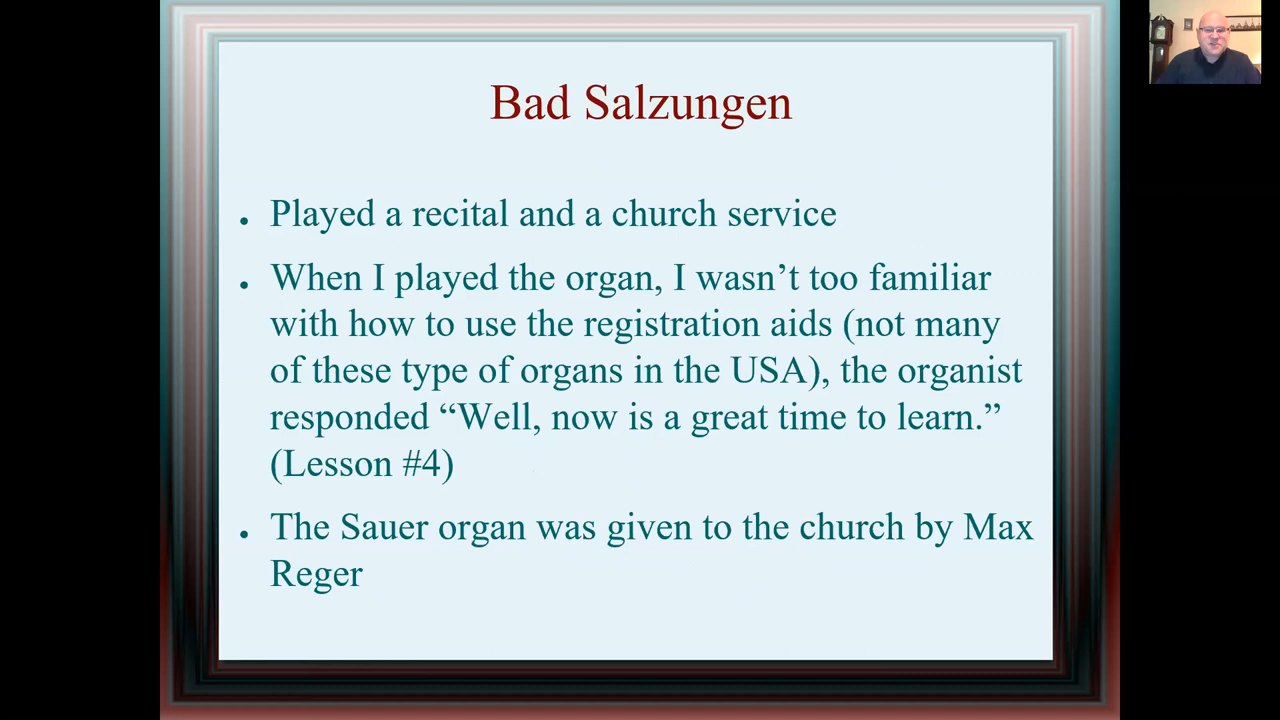 Bad Salzungen
Played a recital and a church service
When I played the organ, I wasn’t too familiar
with how to use the registration aids (not many
of these type of organs in the USA), the organist
responded “Well, now is a great time to learn.”
(Lesson #4)
The Sauer organ was given to the church by Max
Reger